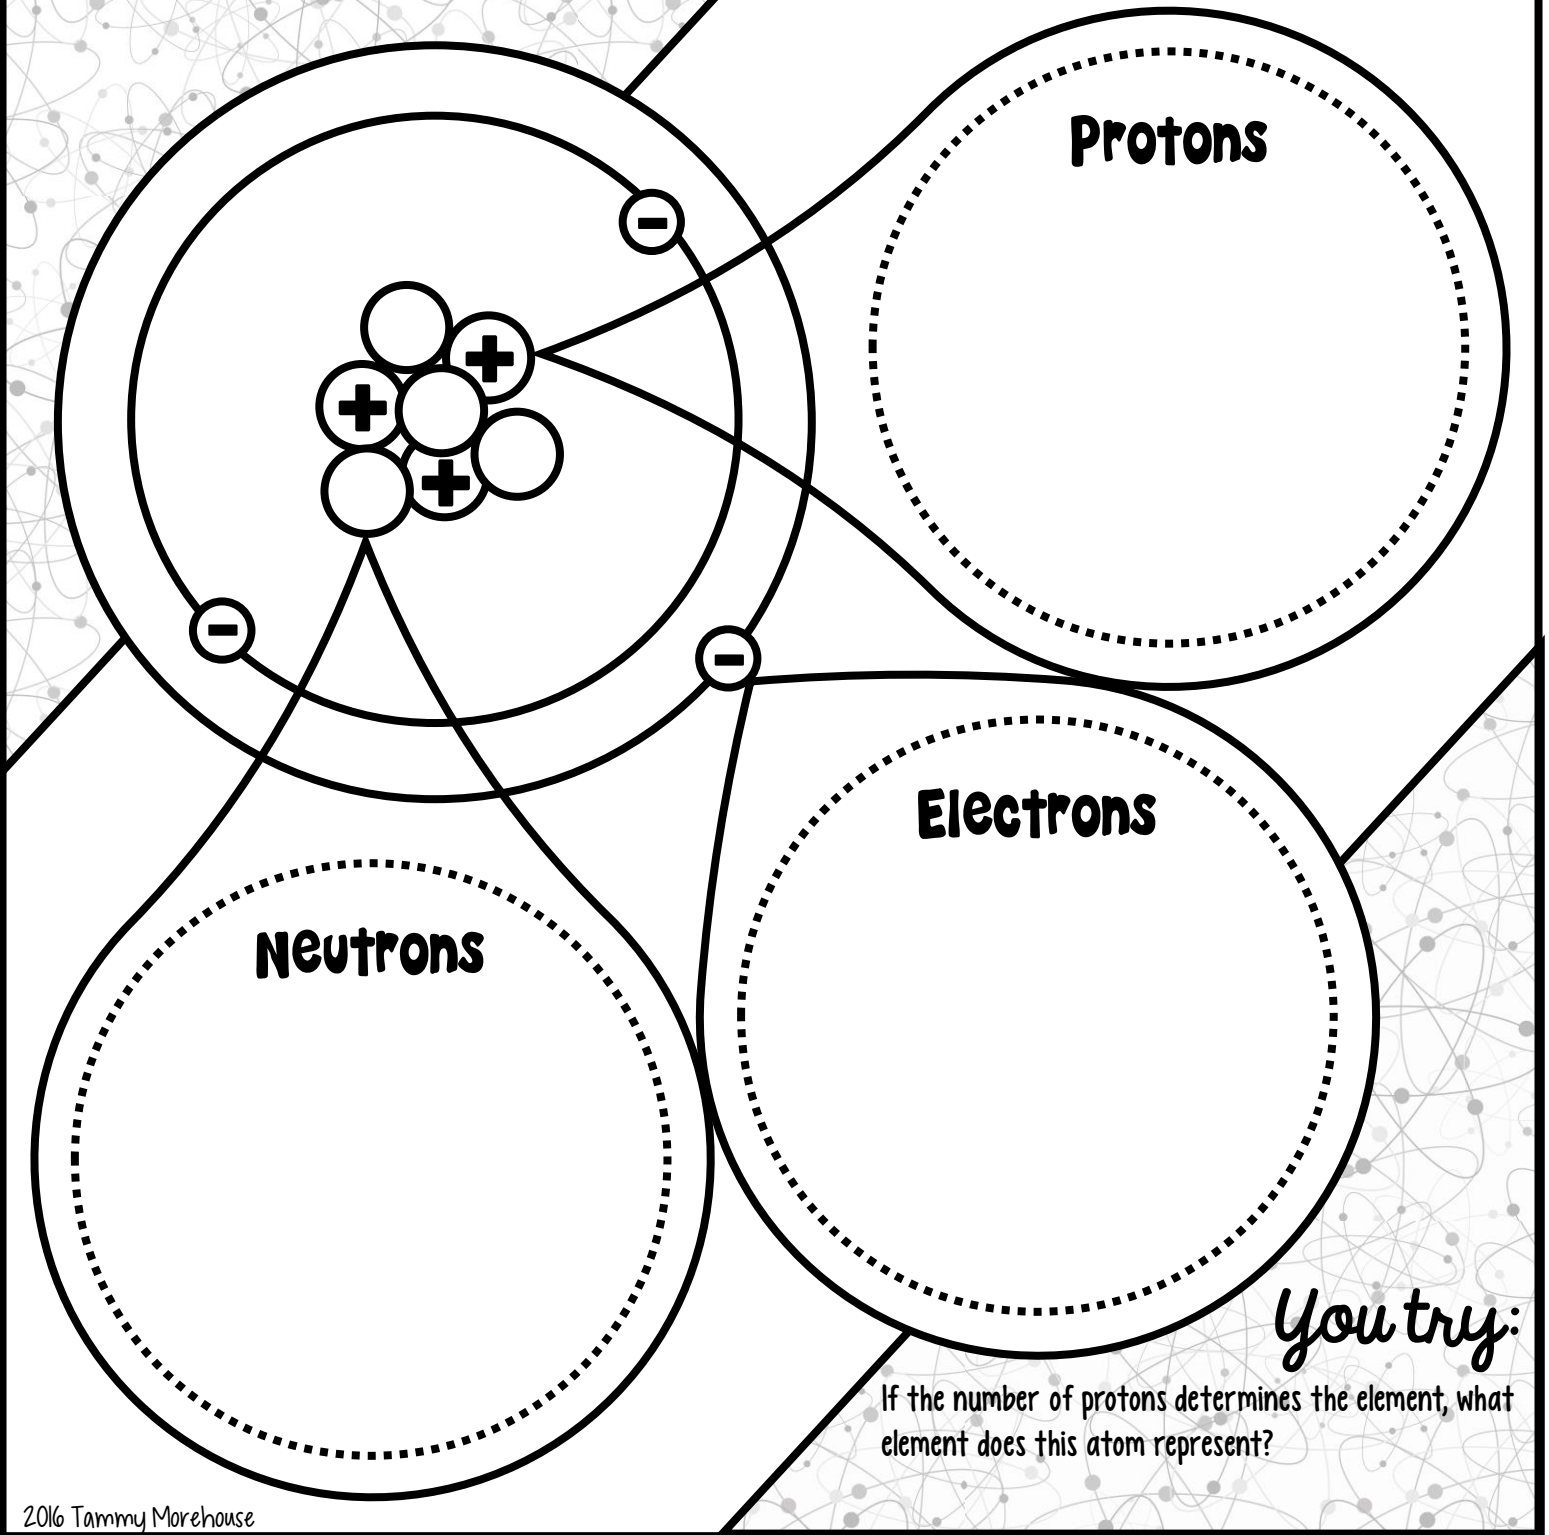 Protons
+
+
+
-
-
-
Electrons
Neutrons
You try:
If the number of protons determines the element, what
element does this atom represent?
2016 Tammy Morehouse